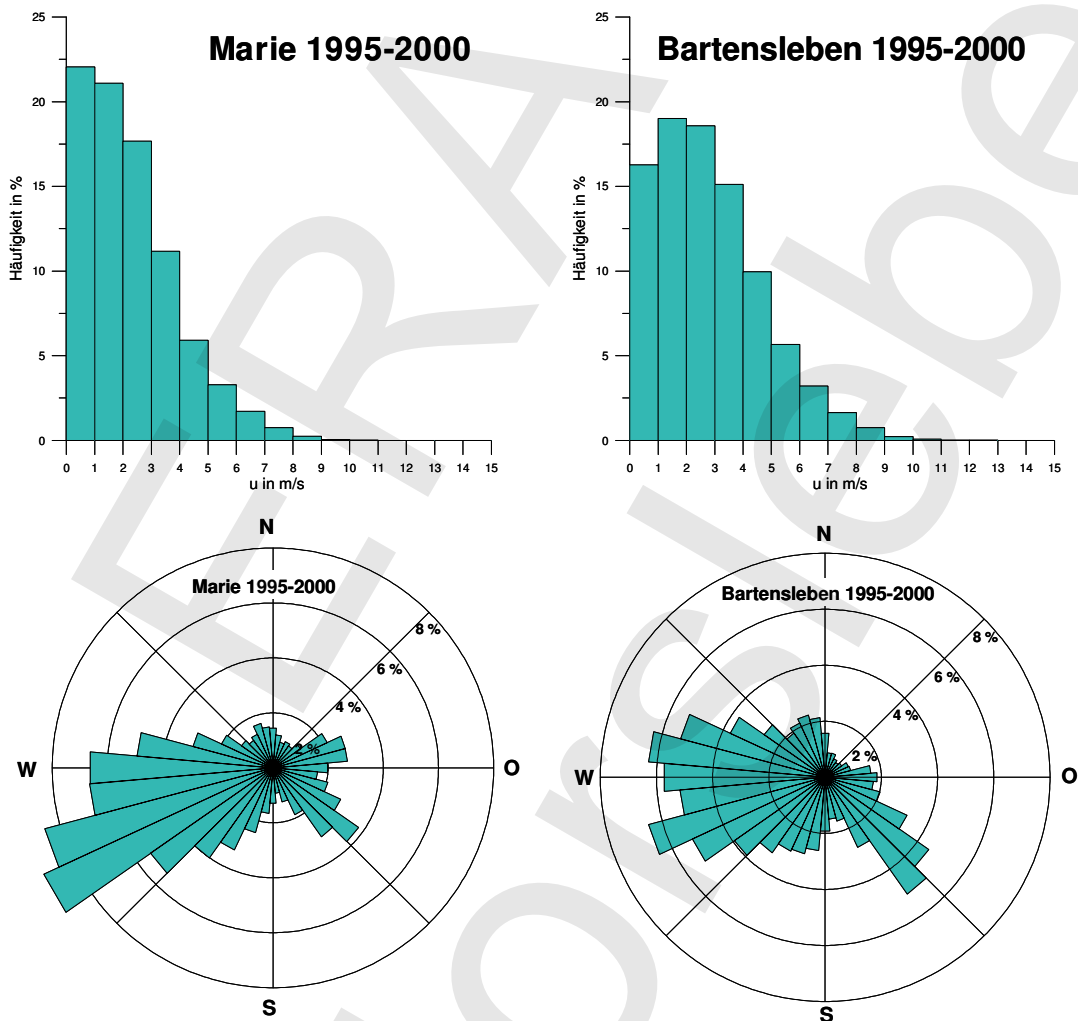 Marie 1995-2000
25
20
15
10
5
0
Häufigkeit in %
0 1 2 3 4 5 6 7 8 9 10 11 12 13 14 15
u in m/s
Bartensleben 1995-2000
25
20
15
10
5
0
Häufigkeit in %
0 1 2 3 4 5 6 7 8 9 10 11 12 13 14 15
u in m/s
N
Marie 1995-2000
8 %
6 %
4 %
2 %
W
O
S
N
Bartensleben 1995-2000
8 %
6 %
4 %
2 %
W
O
S
ERA
orslebe